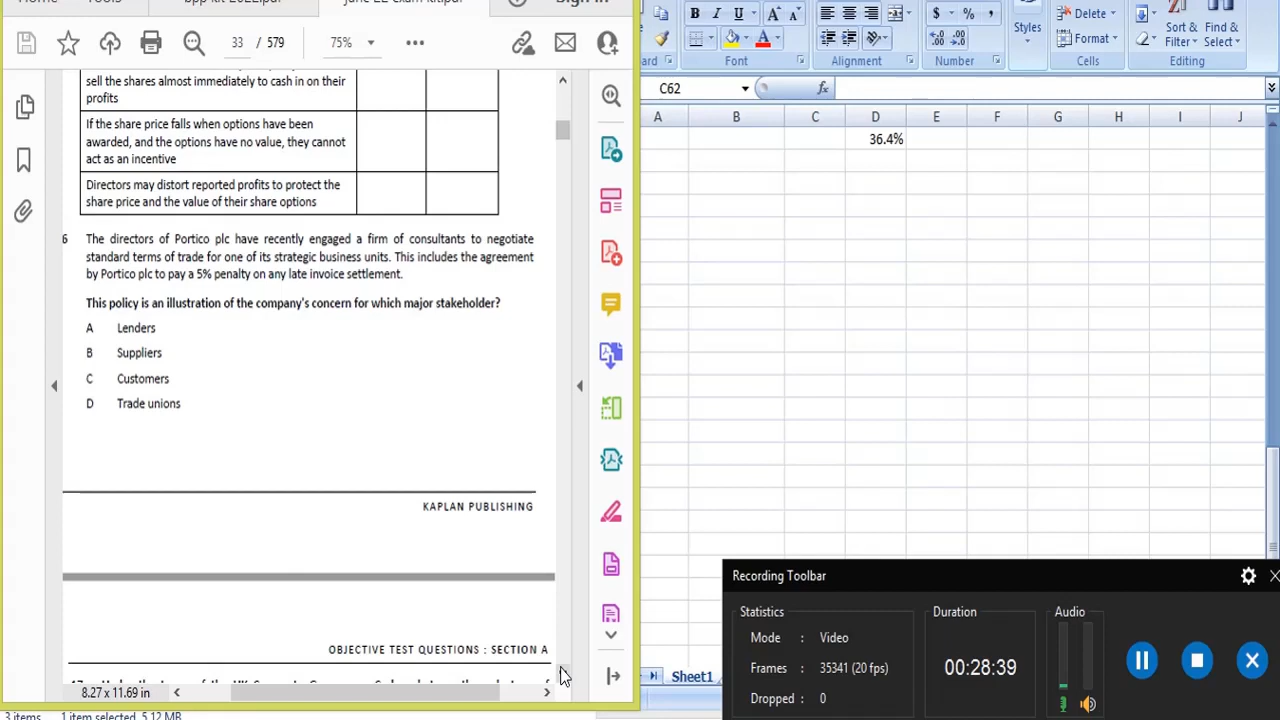 33 / 579
75%
sell the shares almost immediately to cash in on their
profits
If the share price falls when options have been
awarded, and the options have no value, they cannot
act as an incentive
Directors may distort reported profits to protect the
share price and the value of their share options
6 The directors of Portico plc have recently engaged a firm of consultants to negotiate
standard terms of trade for one of its strategic business units. This includes the agreement
by Portico plc to pay a 5% penalty on any late invoice settlement.
This policy is an illustration of the company's concern for which major stakeholder?
A Lenders
B Suppliers
C Customers
D Trade unions
KAPLAN PUBLISHING
OBJECTIVE TEST QUESTIONS : SECTION A
8.27 x 11.69 in
3 items 1 item selected 5.12 MB
B I U A A
$ % ,
Styles
Delete
Format
Sort &
Filter
Find &
Select
Font Alignment Number Cells Editing
C62 fx
A B C D E F G H I J
36.4%
Sheet1
Recording Toolbar
Statistics
Mode : Video
Frames : 35341 (20 fps)
Dropped : 0
Duration
00:28:39
Audio